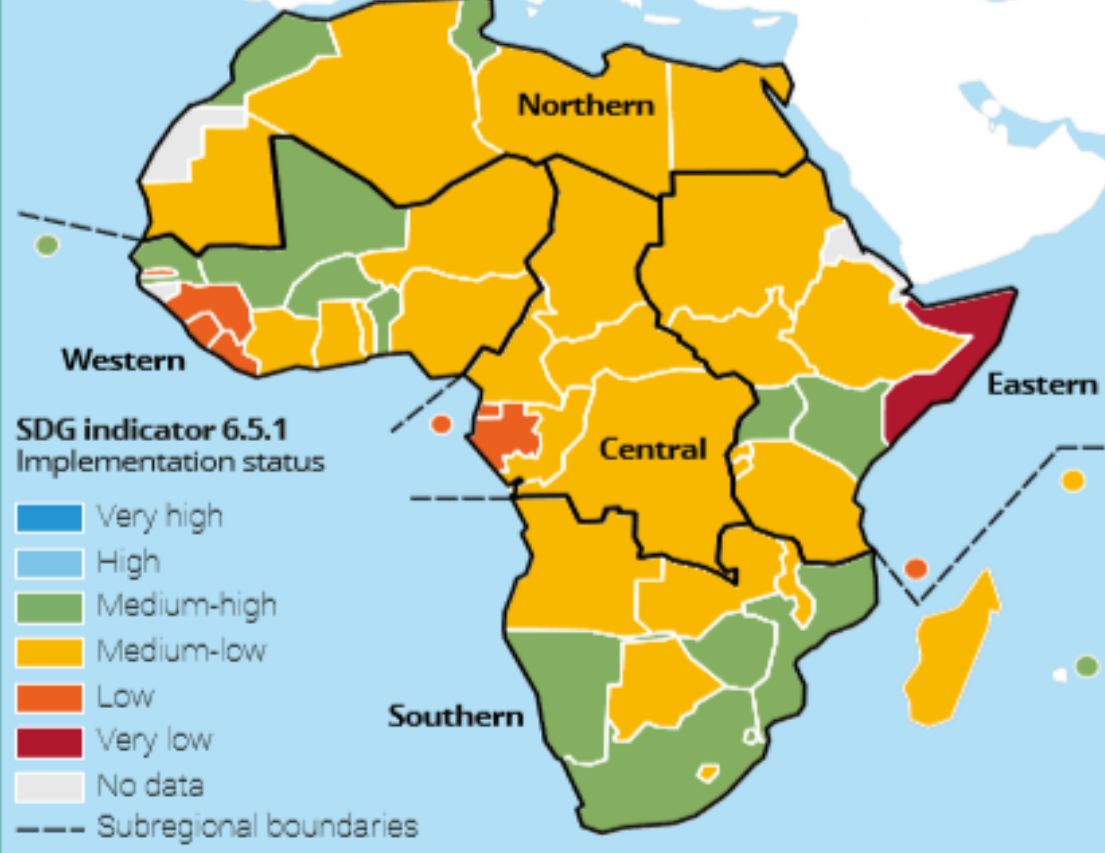 Northern
Western
Eastern
Central
Southern
SDG indicator 6.5.1
Implementation status
Very high
High
Medium-high
Medium-low
Low
Very low
No data
Subregional boundaries